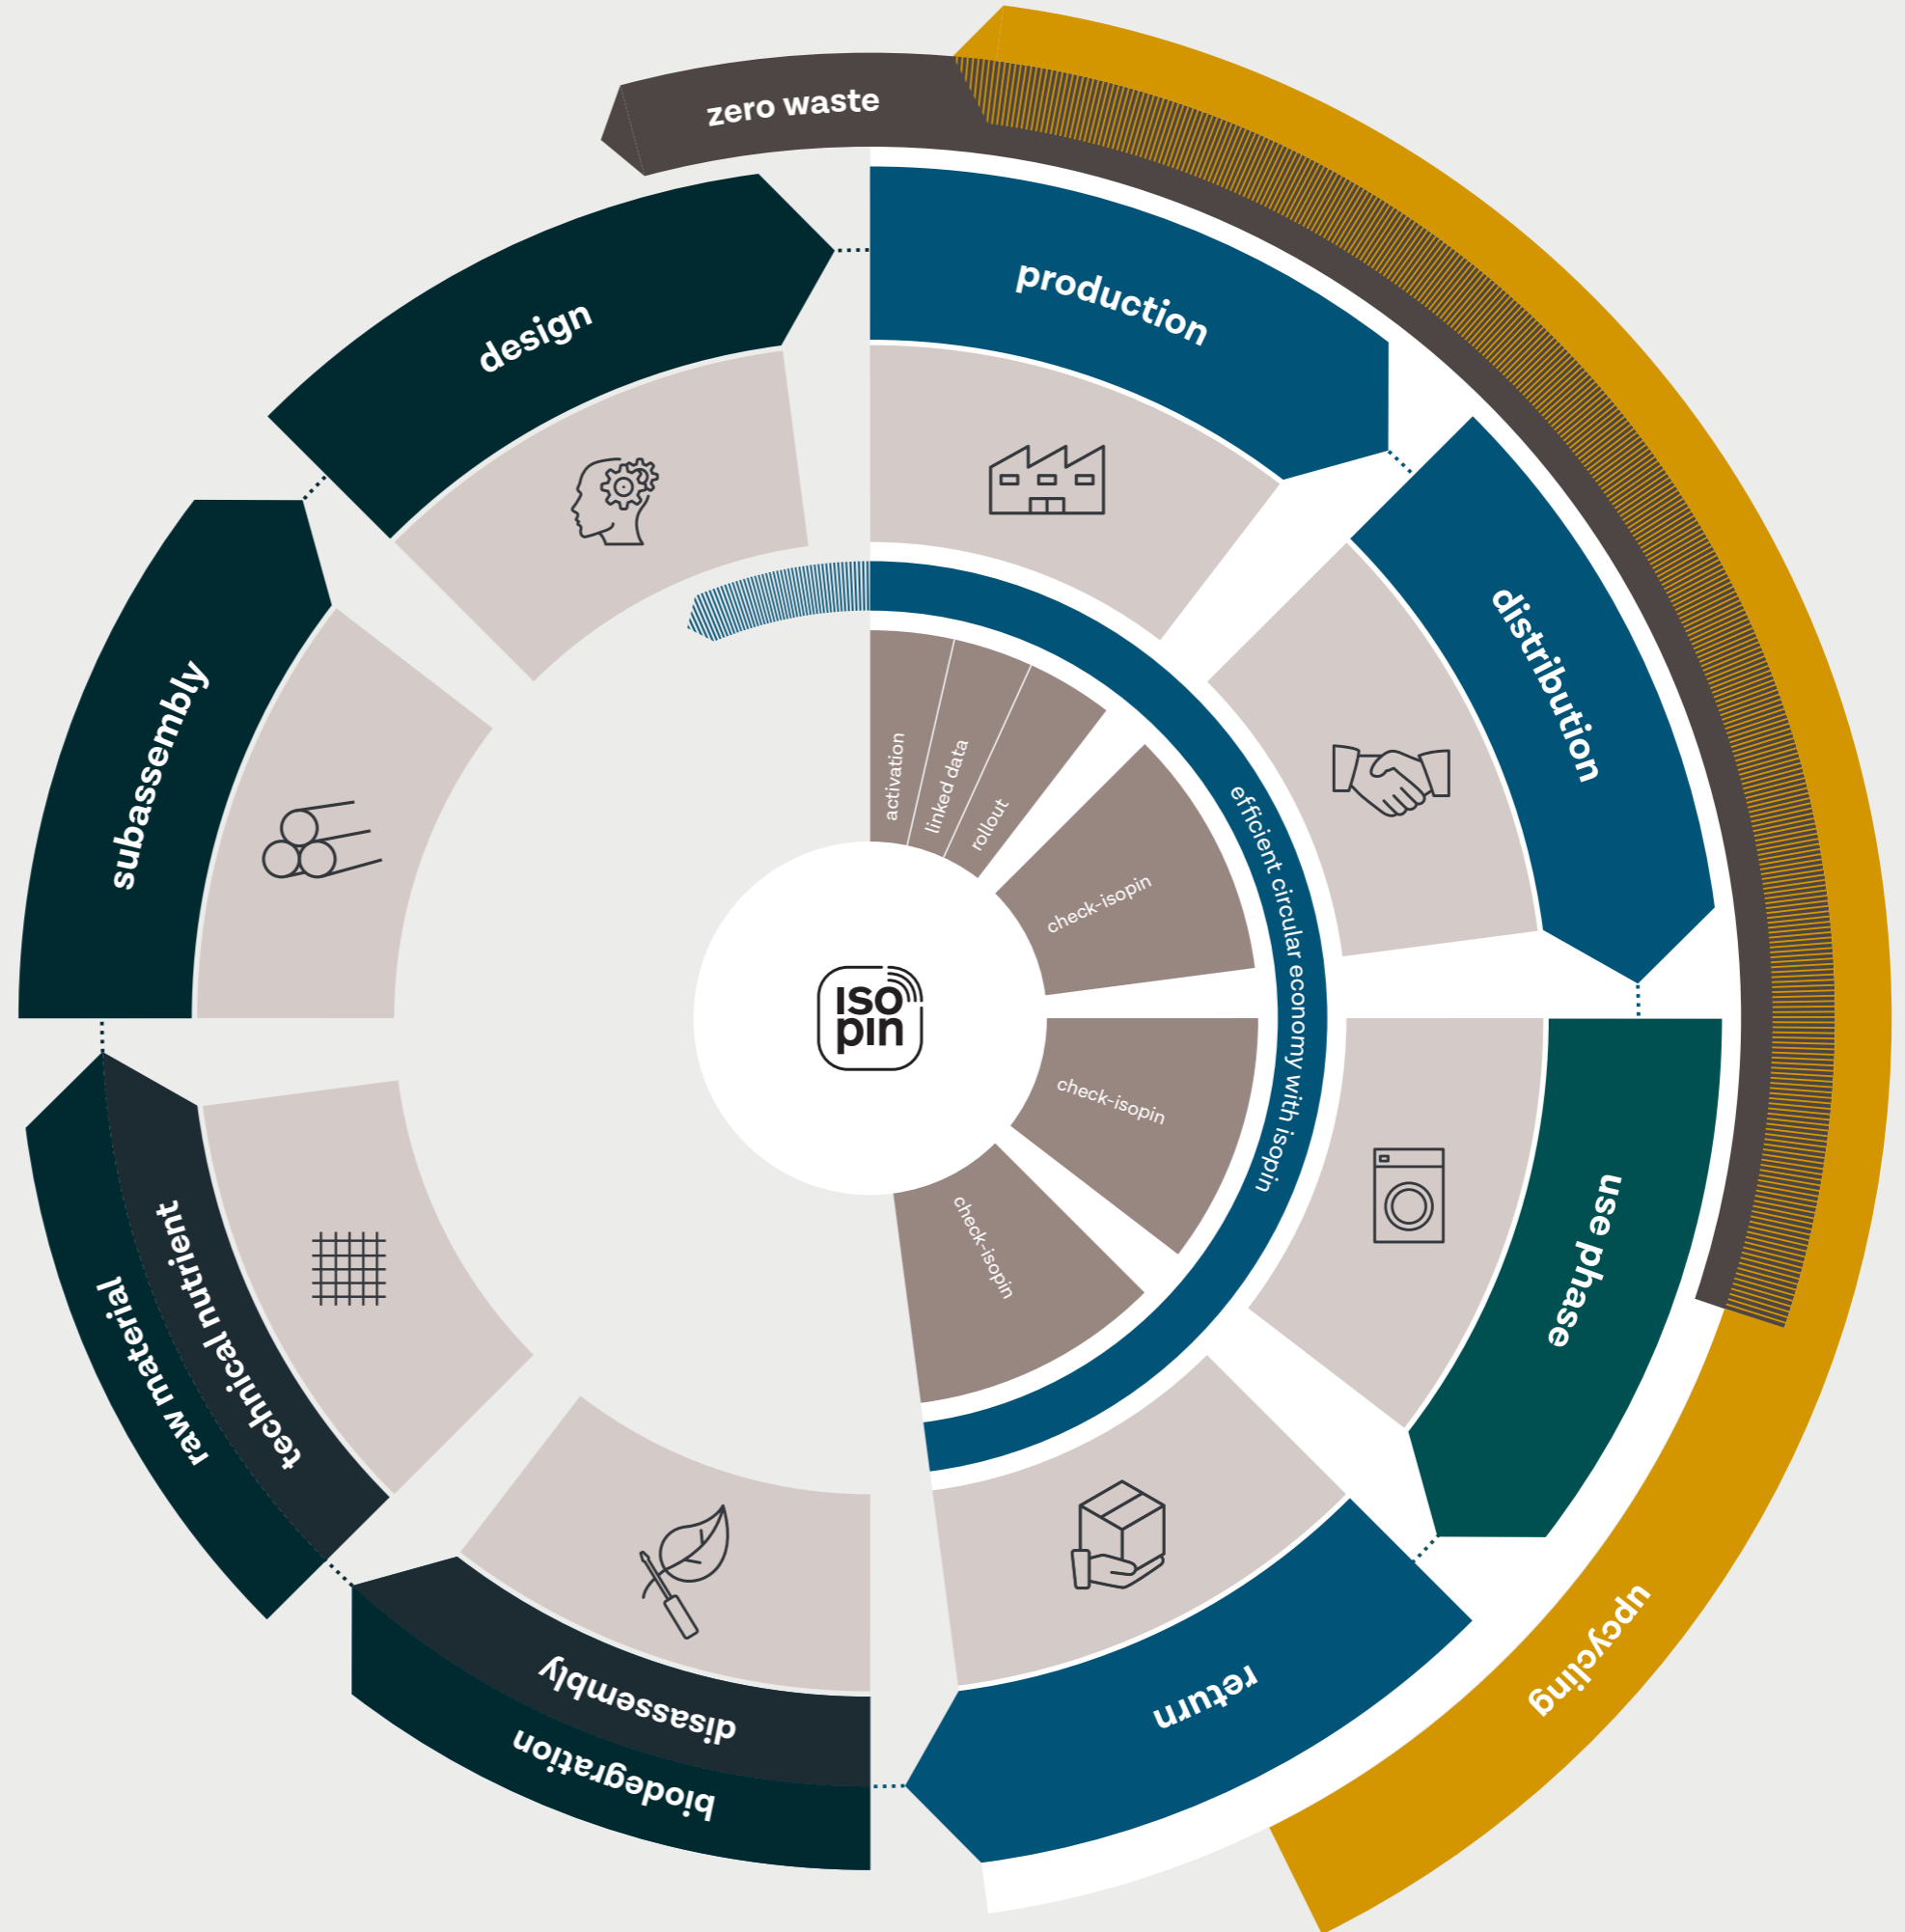 zero waste
design
production
distribution
use phase
upcycling
return
disassembly
biodegration
technical nutrient
raw material
subassembly
activation
linked data
rollout
check-isopin
check-isopin
check-isopin
efficient circular economy with isopin
ISO
pin